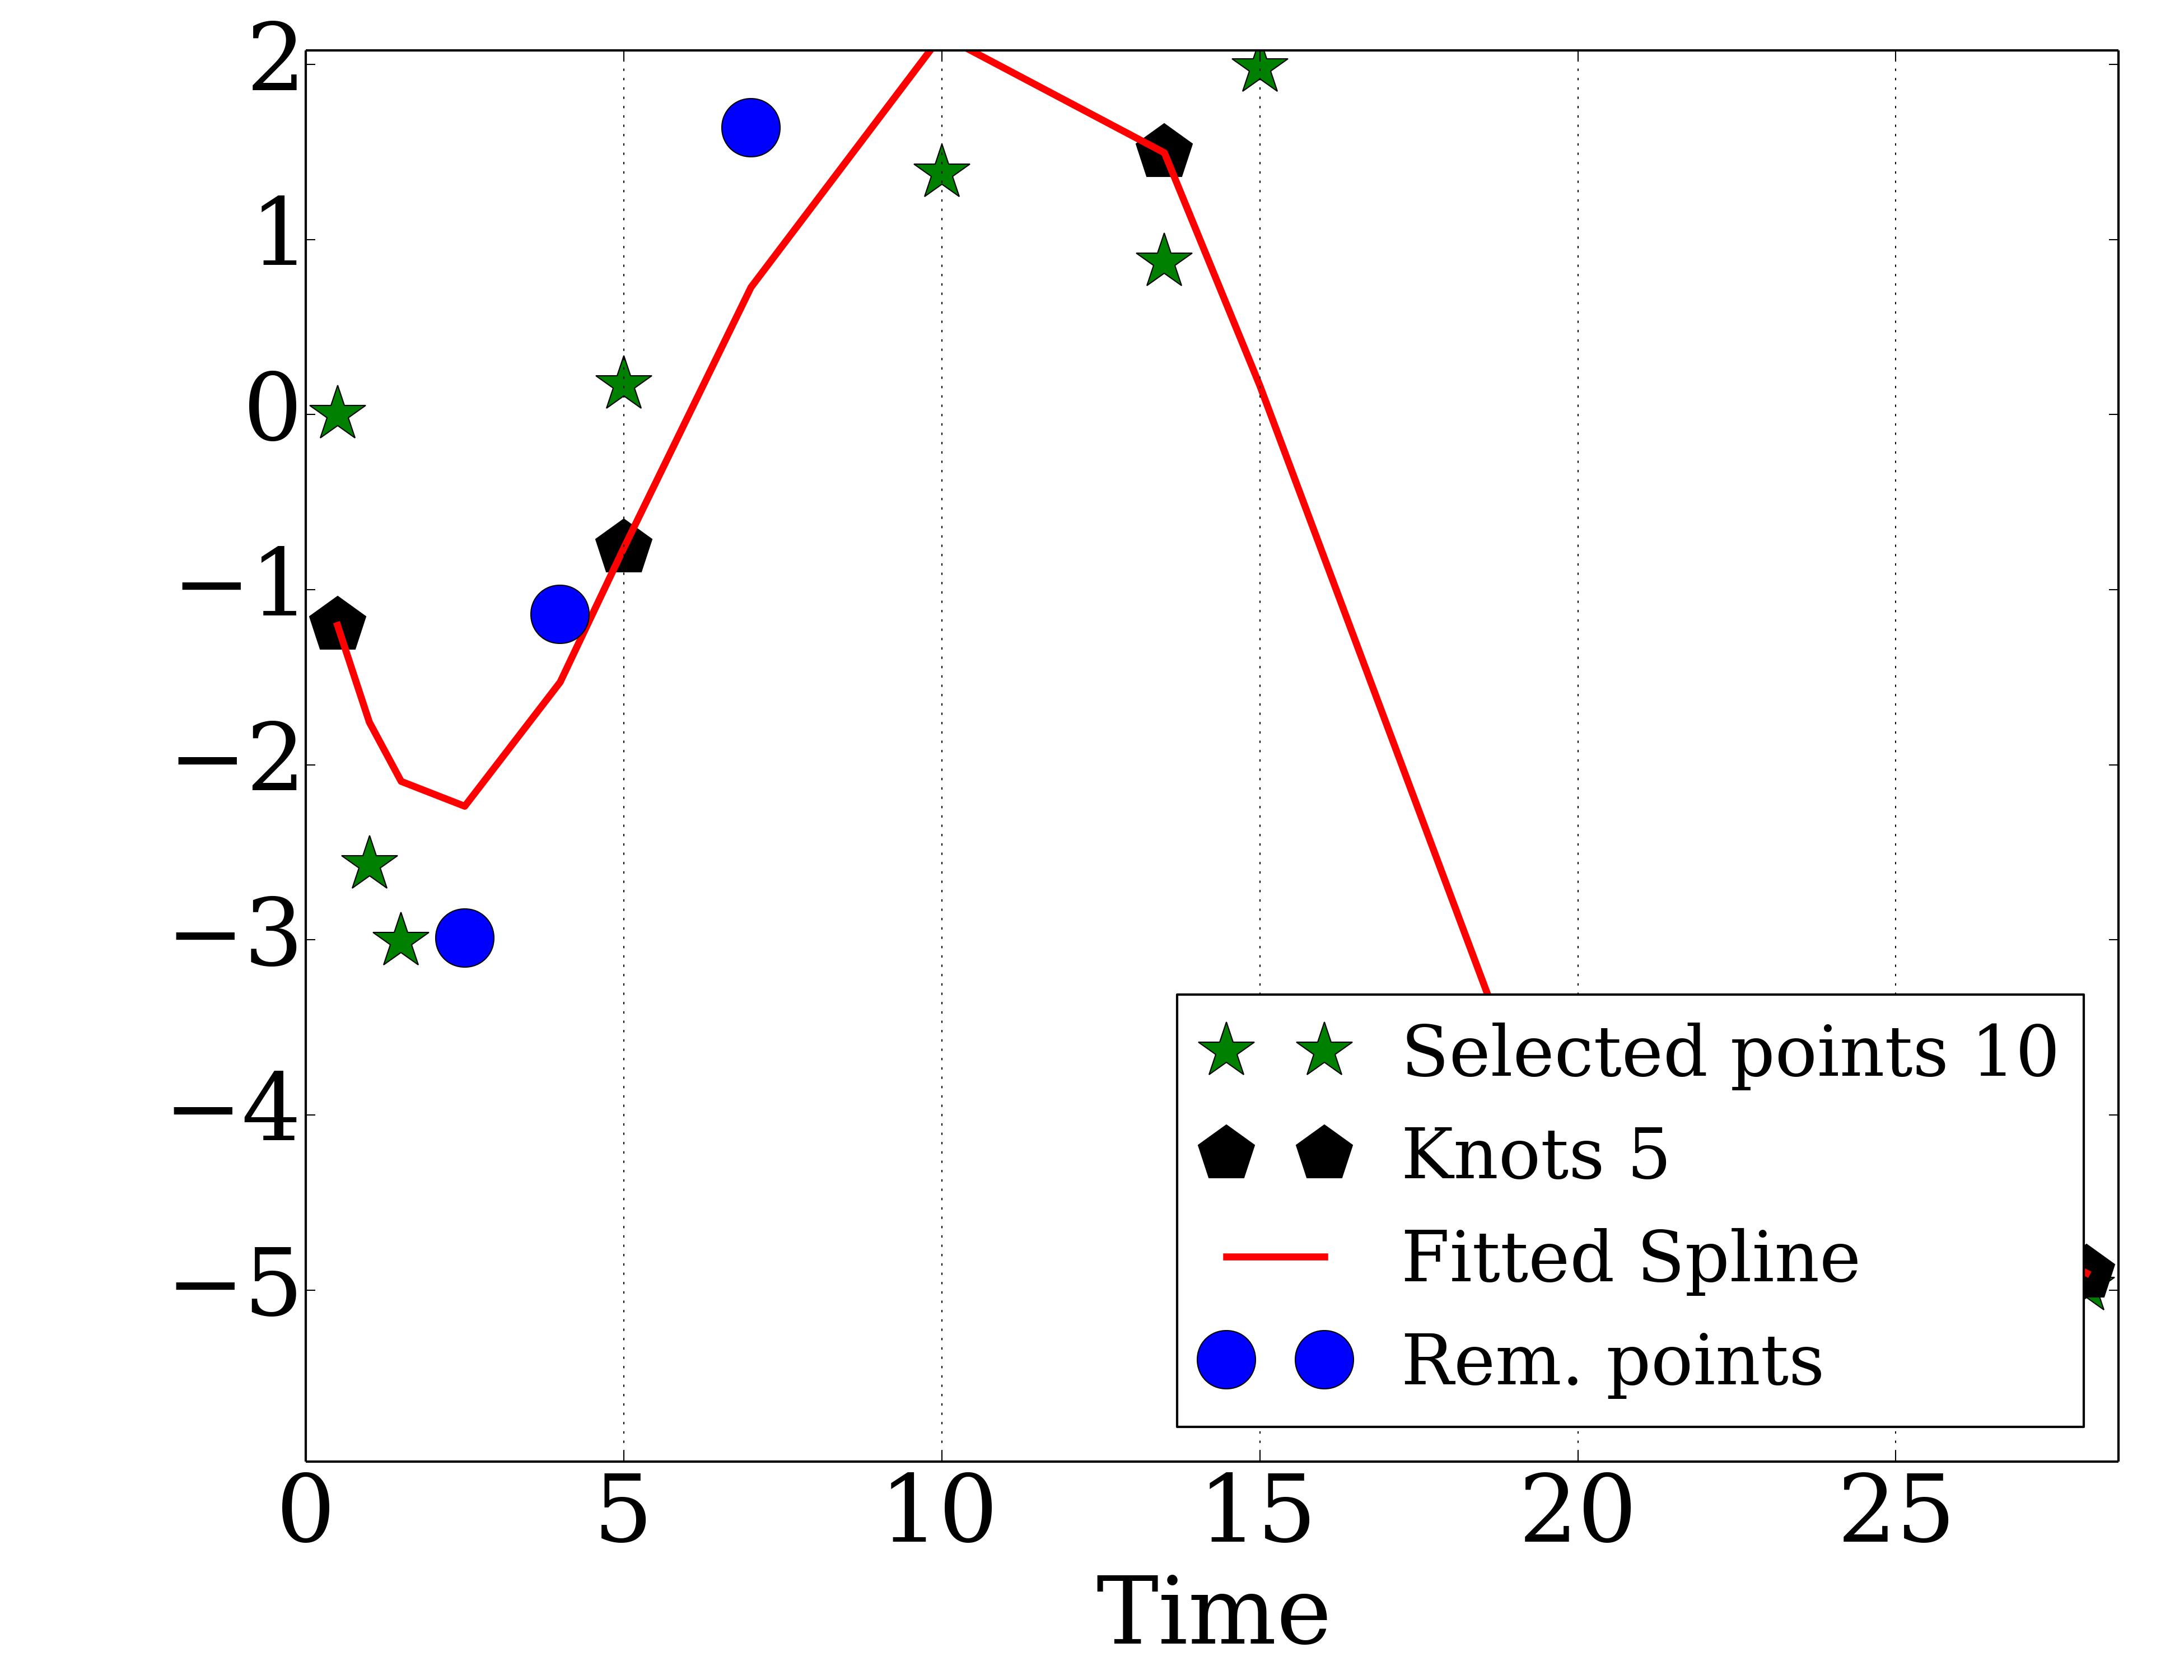 2
1
0
−1
−2
−3
−4
−5
Selected points 10
Knots 5
Fitted Spline
Rem. points
0 5 10 15 20 25
Time